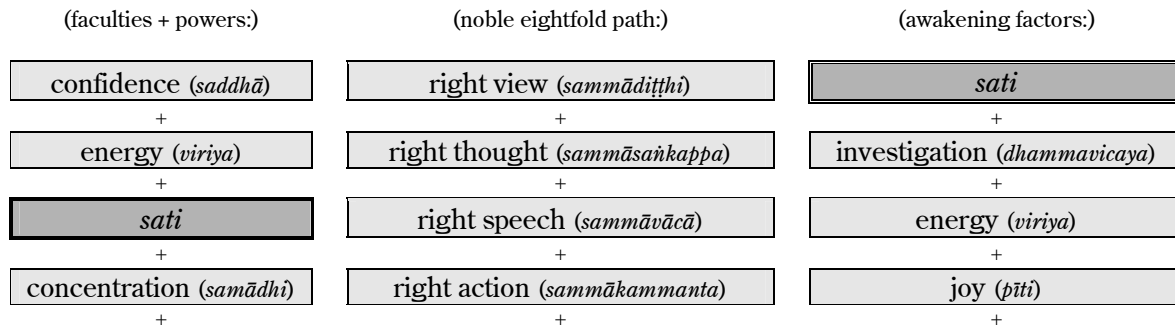 (faculties + powers:) (noble eightfold path:) (awakening factors:)
confidence (saddhā) right view (sammādiṭṭhi) sati
+ + +
energy (viriya) right thought (sammāsaṅkappa) investigation (dhammavicaya)
+ + +
sati right speech (sammāvācā) energy (viriya)
+ + +
concentration (samādhi) right action (sammākammanta) joy (pīti)
+ + +